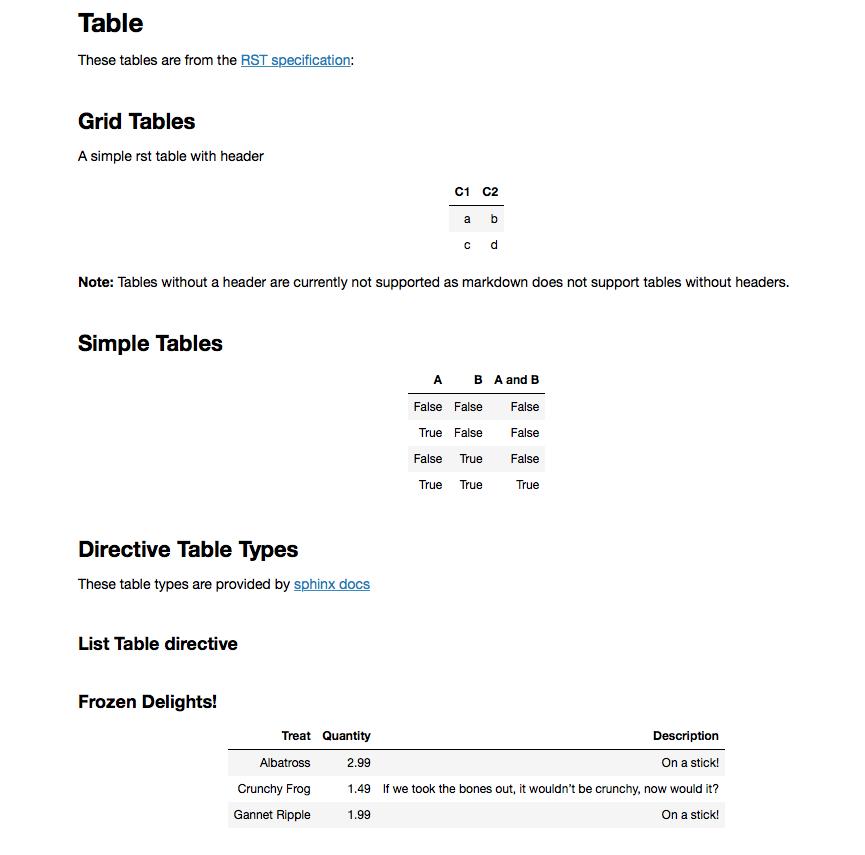 Table
These tables are from the RST specification:
Grid Tables
A simple rst table with header
C1 C2
a b
c d
Note: Tables without a header are currently not supported as markdown does not support tables without headers.
Simple Tables
A B A and B
False False False
True False False
False True False
True True True
Directive Table Types
These table types are provided by sphinx docs
List Table directive
Frozen Delights!
Treat Quantity Description
Albatross 2.99 On a stick!
Crunchy Frog 1.49 If we took the bones out, it wouldn’t be crunchy, now would it?
Gannet Ripple 1.99 On a stick!